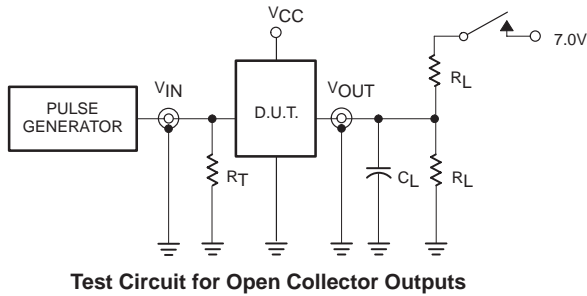 VCC
7.0V
RL
VIN
VOUT
PULSE
GENERATOR
D.U.T.
RT
CL
RL
Test Circuit for Open Collector Outputs